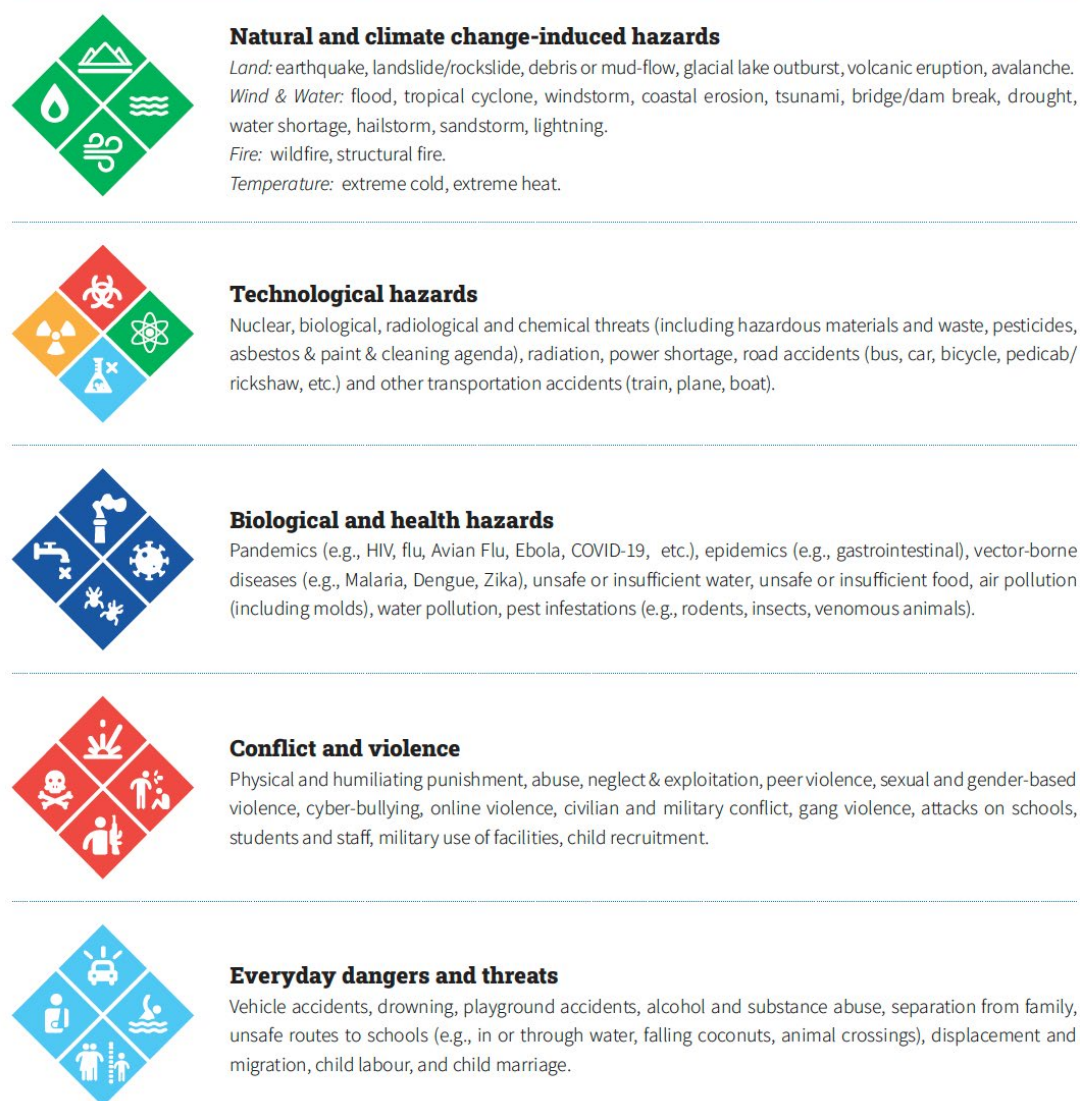 Natural and climate change-induced hazards
Land: earthquake, landslide/rockslide, debris or mud-flow, glacial lake outburst, volcanic eruption, avalanche.
Wind & Water: flood, tropical cyclone, windstorm, coastal erosion, tsunami, bridge/dam break, drought,
water shortage, hailstorm, sandstorm, lightning.
Fire: wildfire, structural fire.
Temperature: extreme cold, extreme heat.
Technological hazards
Nuclear, biological, radiological and chemical threats (including hazardous materials and waste, pesticides,
asbestos & paint & cleaning agenda), radiation, power shortage, road accidents (bus, car, bicycle, pedicab/
rickshaw, etc.) and other transportation accidents (train, plane, boat).
Biological and health hazards
Pandemics (e.g., HIV, flu, Avian Flu, Ebola, COVID-19, etc.), epidemics (e.g., gastrointestinal), vector-borne
diseases (e.g., Malaria, Dengue, Zika), unsafe or insufficient water, unsafe or insufficient food, air pollution
(including molds), water pollution, pest infestations (e.g., rodents, insects, venomous animals).
Conflict and violence
Physical and humiliating punishment, abuse, neglect & exploitation, peer violence, sexual and gender-based
violence, cyber-bullying, online violence, civilian and military conflict, gang violence, attacks on schools,
students and staff, military use of facilities, child recruitment.
Everyday dangers and threats
Vehicle accidents, drowning, playground accidents, alcohol and substance abuse, separation from family,
unsafe routes to schools (e.g., in or through water, falling coconuts, animal crossings), displacement and
migration, child labour, and child marriage.